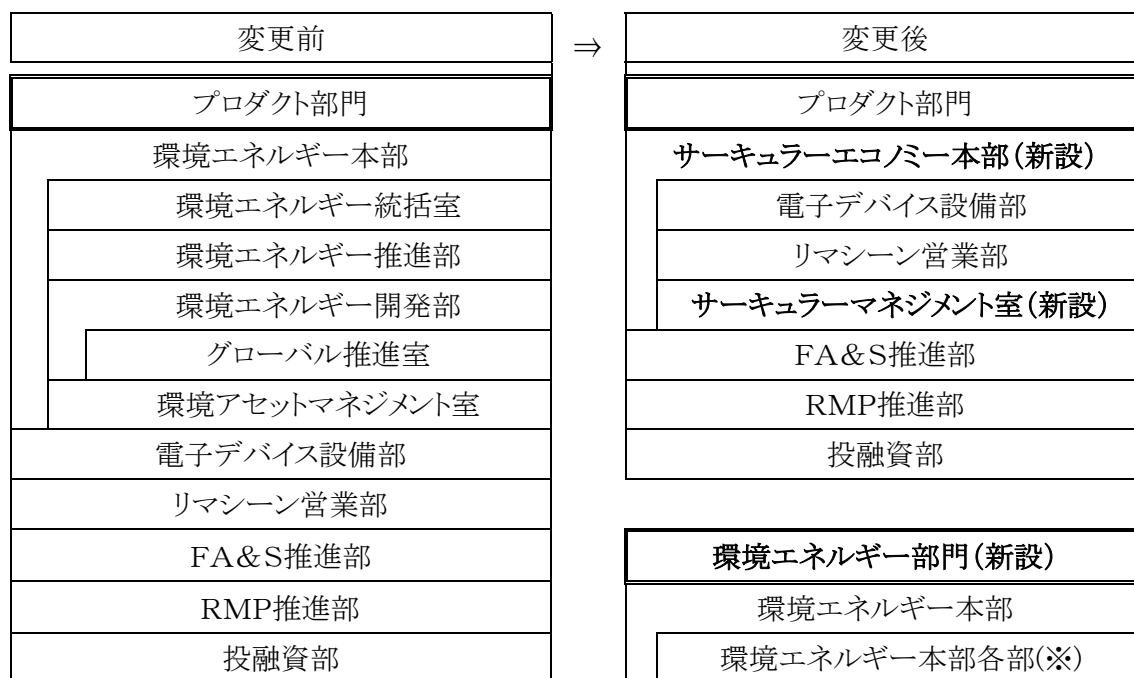 変更前
プロダクト部門
環境エネルギー本部
環境エネルギー統括室
環境エネルギー推進部
環境エネルギー開発部
グローバル推進室
環境アセットマネジメント室
電子デバイス設備部
リマシーン営業部
FA&S推進部
RMP推進部
投融資部
⇒
変更後
プロダクト部門
サーキュラーエコノミー本部(新設)
電子デバイス設備部
リマシーン営業部
サーキュラーマネジメント室(新設)
FA&S推進部
RMP推進部
投融資部
環境エネルギー部門(新設)
環境エネルギー本部
環境エネルギー本部各部(※)